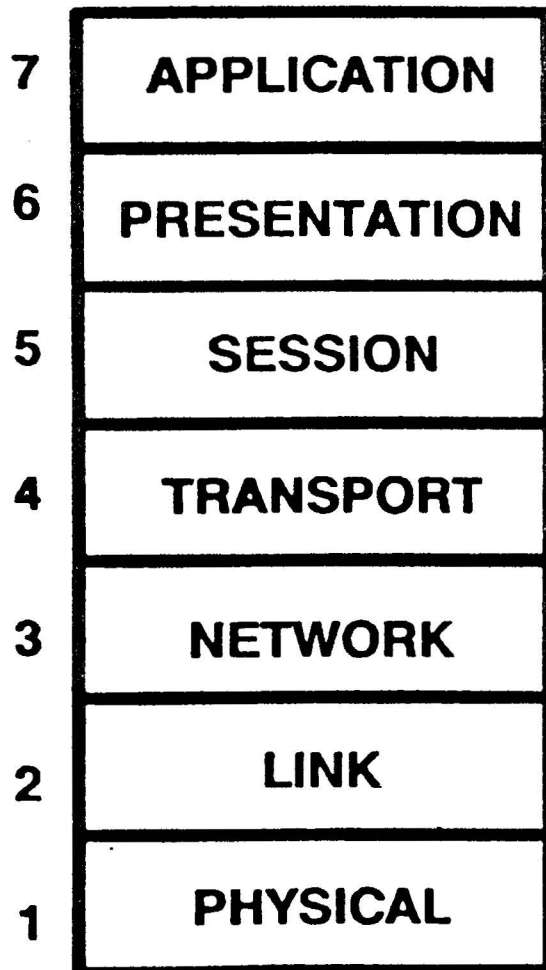 7 APPLICATION
6 PRESENTATION
5 SESSION
4 TRANSPORT
3 NETWORK
2 LINK
1 PHYSICAL